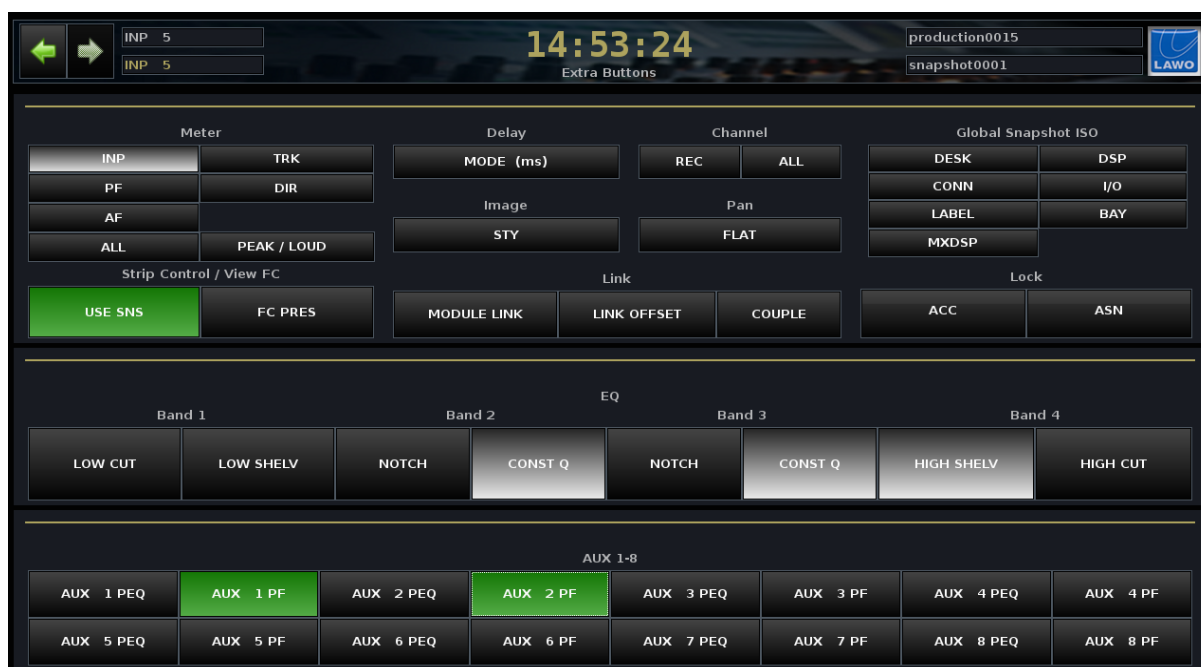 INP 5
14:53:24
production0015
INP 5
Extra Buttons
snapshot0001
LAWO
Meter
Delay
Channel
Global Snapshot ISO
INP TRK
MODE (ms)
REC ALL
DESK DSP
PF DIR
CONN I/O
Image
Pan
AF
LABEL BAY
STY
FLAT
ALL PEAK / LOUD
MXDSP
Strip Control / View FC
Link
Lock
USE SNS FC PRES
MODULE LINK LINK OFFSET COUPLE
ACC ASN
EQ
Band 1 Band 2 Band 3 Band 4
LOW CUT LOW SHELV NOTCH CONST Q NOTCH CONST Q HIGH SHELV HIGH CUT
AUX 1-8
AUX 1 PEQ AUX 1 PF AUX 2 PEQ AUX 2 PF AUX 3 PEQ AUX 3 PF AUX 4 PEQ AUX 4 PF
AUX 5 PEQ AUX 5 PF AUX 6 PEQ AUX 6 PF AUX 7 PEQ AUX 7 PF AUX 8 PEQ AUX 8 PF